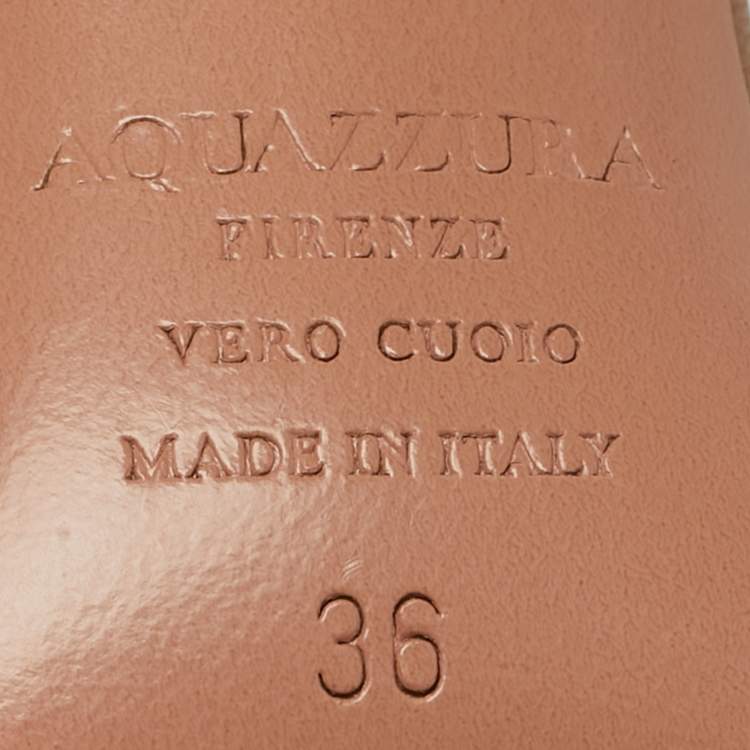 AQUAZZURA
FIRENZE
VERO CUOIO
MADE IN ITALY
36